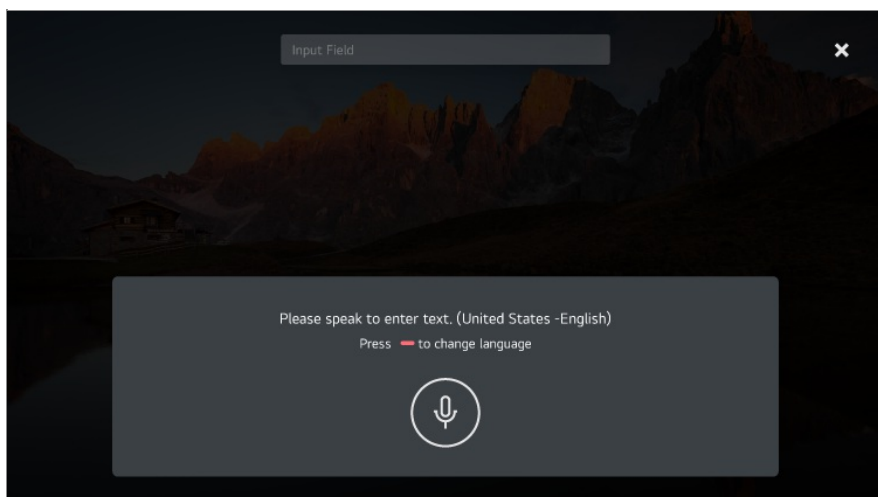 Input Field
Please speak to enter text. (United States -English)
Press to change language